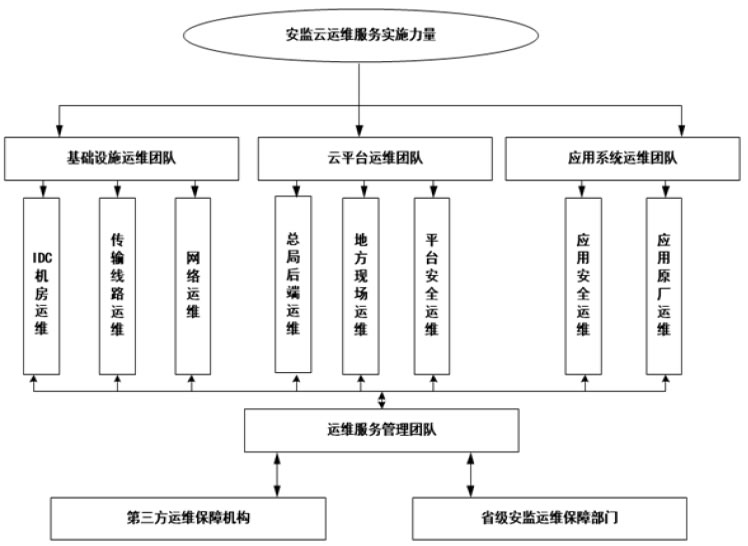 安监云运维服务实施力量
基础设施运维团队
云平台运维团队
应用系统运维团队
IDC机房运维
传输线路运维
网络运维
总局后端运维
地方现场运维
平台安全运维
应用安全运维
应用原厂运维
运维服务管理团队
第三方运维保障机构
省级安监运维保障部门